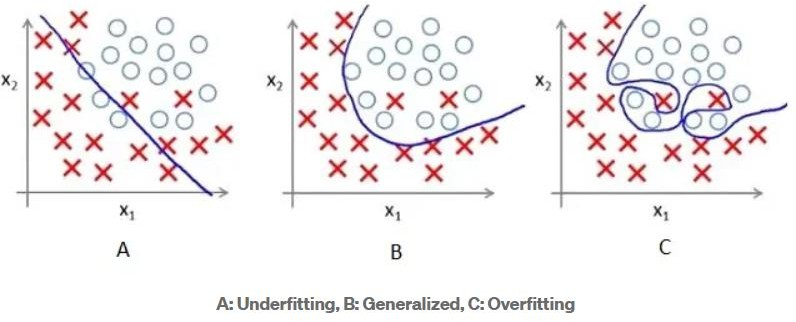 x2
x1
A
x2
x1
B
x2
x1
C
A: Underfitting, B: Generalized, C: Overfitting